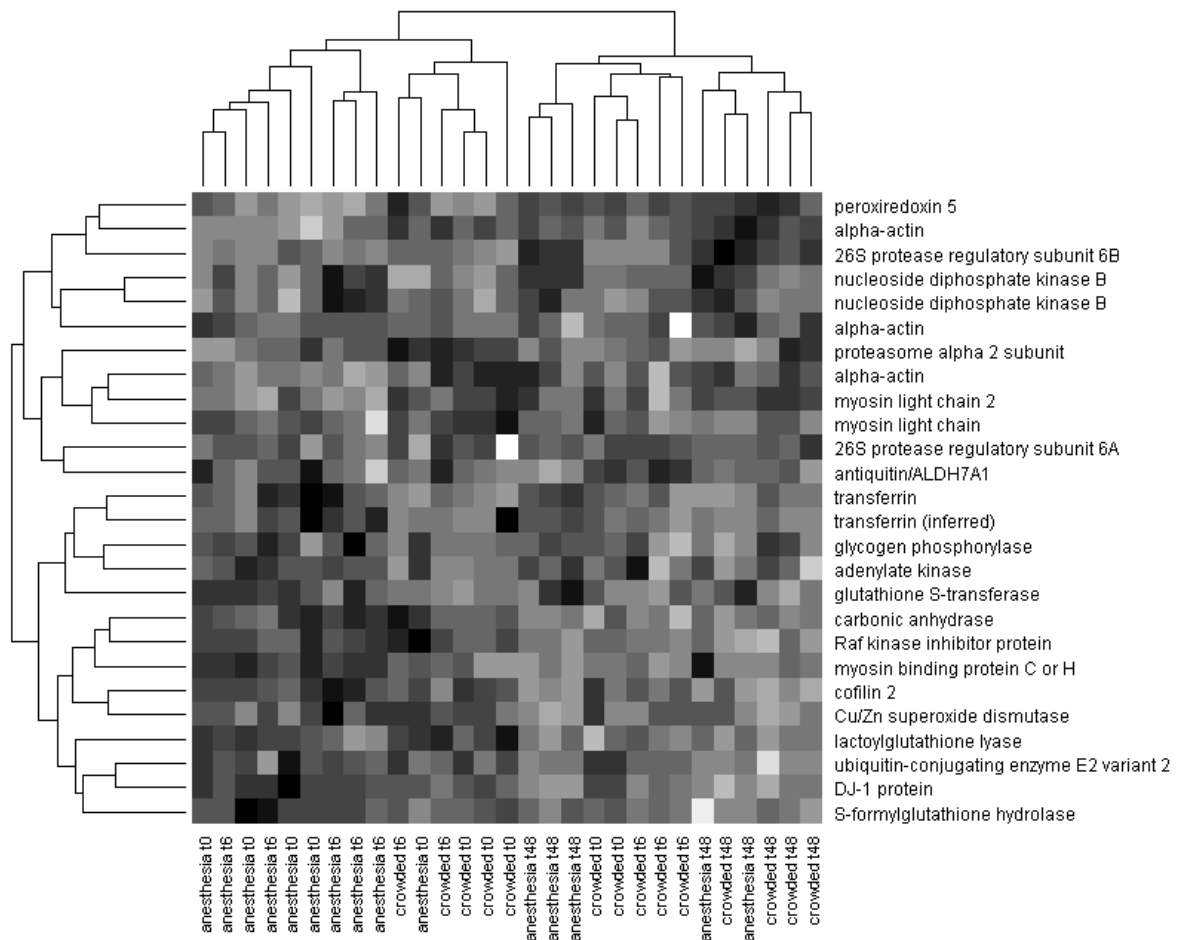 peroxiredoxin 5
alpha-actin
26S protease regulatory subunit 6B
nucleoside diphosphate kinase B
nucleoside diphosphate kinase B
alpha-actin
proteasome alpha 2 subunit
alpha-actin
myosin light chain 2
myosin light chain
26S protease regulatory subunit 6A
antiquitin/ALDH7A1
transferrin
transferrin (inferred)
glycogen phosphorylase
adenylate kinase
glutathione S-transferase
carbonic anhydrase
Raf kinase inhibitor protein
myosin binding protein C or H
cofilin 2
Cu/Zn superoxide dismutase
lactoylglutathione lyase
ubiquitin-conjugating enzyme E2 variant 2
DJ-1 protein
S-formylglutathione hydrolase
anesthesia t0
anesthesia t6
anesthesia t0
anesthesia t6
anesthesia t0
anesthesia t0
anesthesia t6
anesthesia t6
anesthesia t6
crowded t6
anesthesia t0
crowded t6
crowded t0
crowded t0
crowded t0
anesthesia t48
anesthesia t48
anesthesia t48
crowded t0
crowded t0
crowded t6
crowded t6
crowded t6
anesthesia t48
crowded t48
anesthesia t48
crowded t48
crowded t48
crowded t48